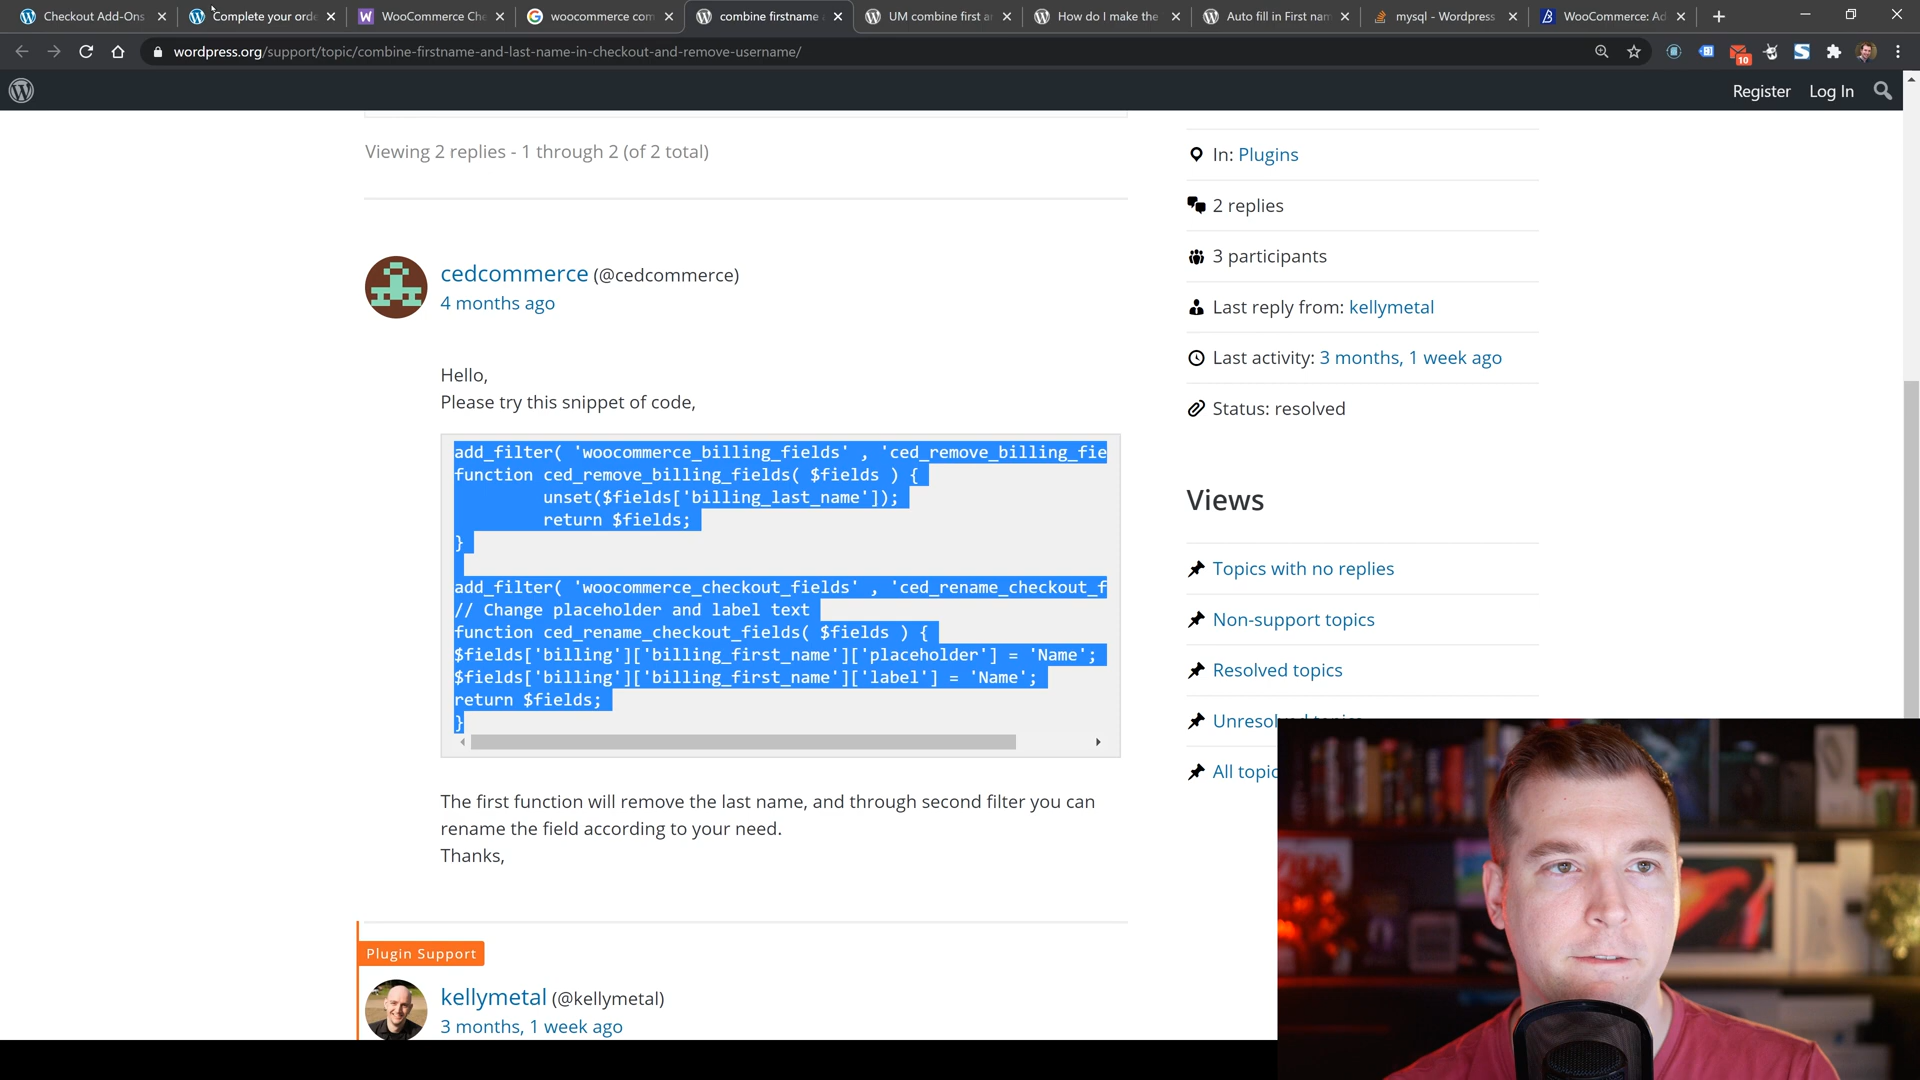 Checkout Add-Ons
Complete your orde
WooCommerce Che
woocommerce com
combine firstname
UM combine first a
How do I make the
Auto fill in First nam
mysql - Wordpress
WooCommerce: Ad
wordpress.org/support/topic/combine-firstname-and-last-name-in-checkout-and-remove-username/
10
Register
Log In
Viewing 2 replies - 1 through 2 (of 2 total)
In: Plugins
2 replies
3 participants
Last reply from: kellymetal
Last activity: 3 months, 1 week ago
Status: resolved
cedcommerce (@cedcommerce)
4 months ago
Hello,
Please try this snippet of code,
add_filter( 'woocommerce_billing_fields' , 'ced_remove_billing_fie
function ced_remove_billing_fields( $fields ) {
unset($fields['billing_last_name']);
return $fields;
}
add_filter( 'woocommerce_checkout_fields' , 'ced_rename_checkout_f
// Change placeholder and label text
function ced_rename_checkout_fields( $fields ) {
$fields['billing']['billing_first_name']['placeholder'] = 'Name';
$fields['billing']['billing_first_name']['label'] = 'Name';
return $fields;
}
The first function will remove the last name, and through second filter you can
rename the field according to your need.
Thanks,
Views
Topics with no replies
Non-support topics
Resolved topics
Unresolved topics
All topic
Plugin Support
kellymetal (@kellymetal)
3 months, 1 week ago